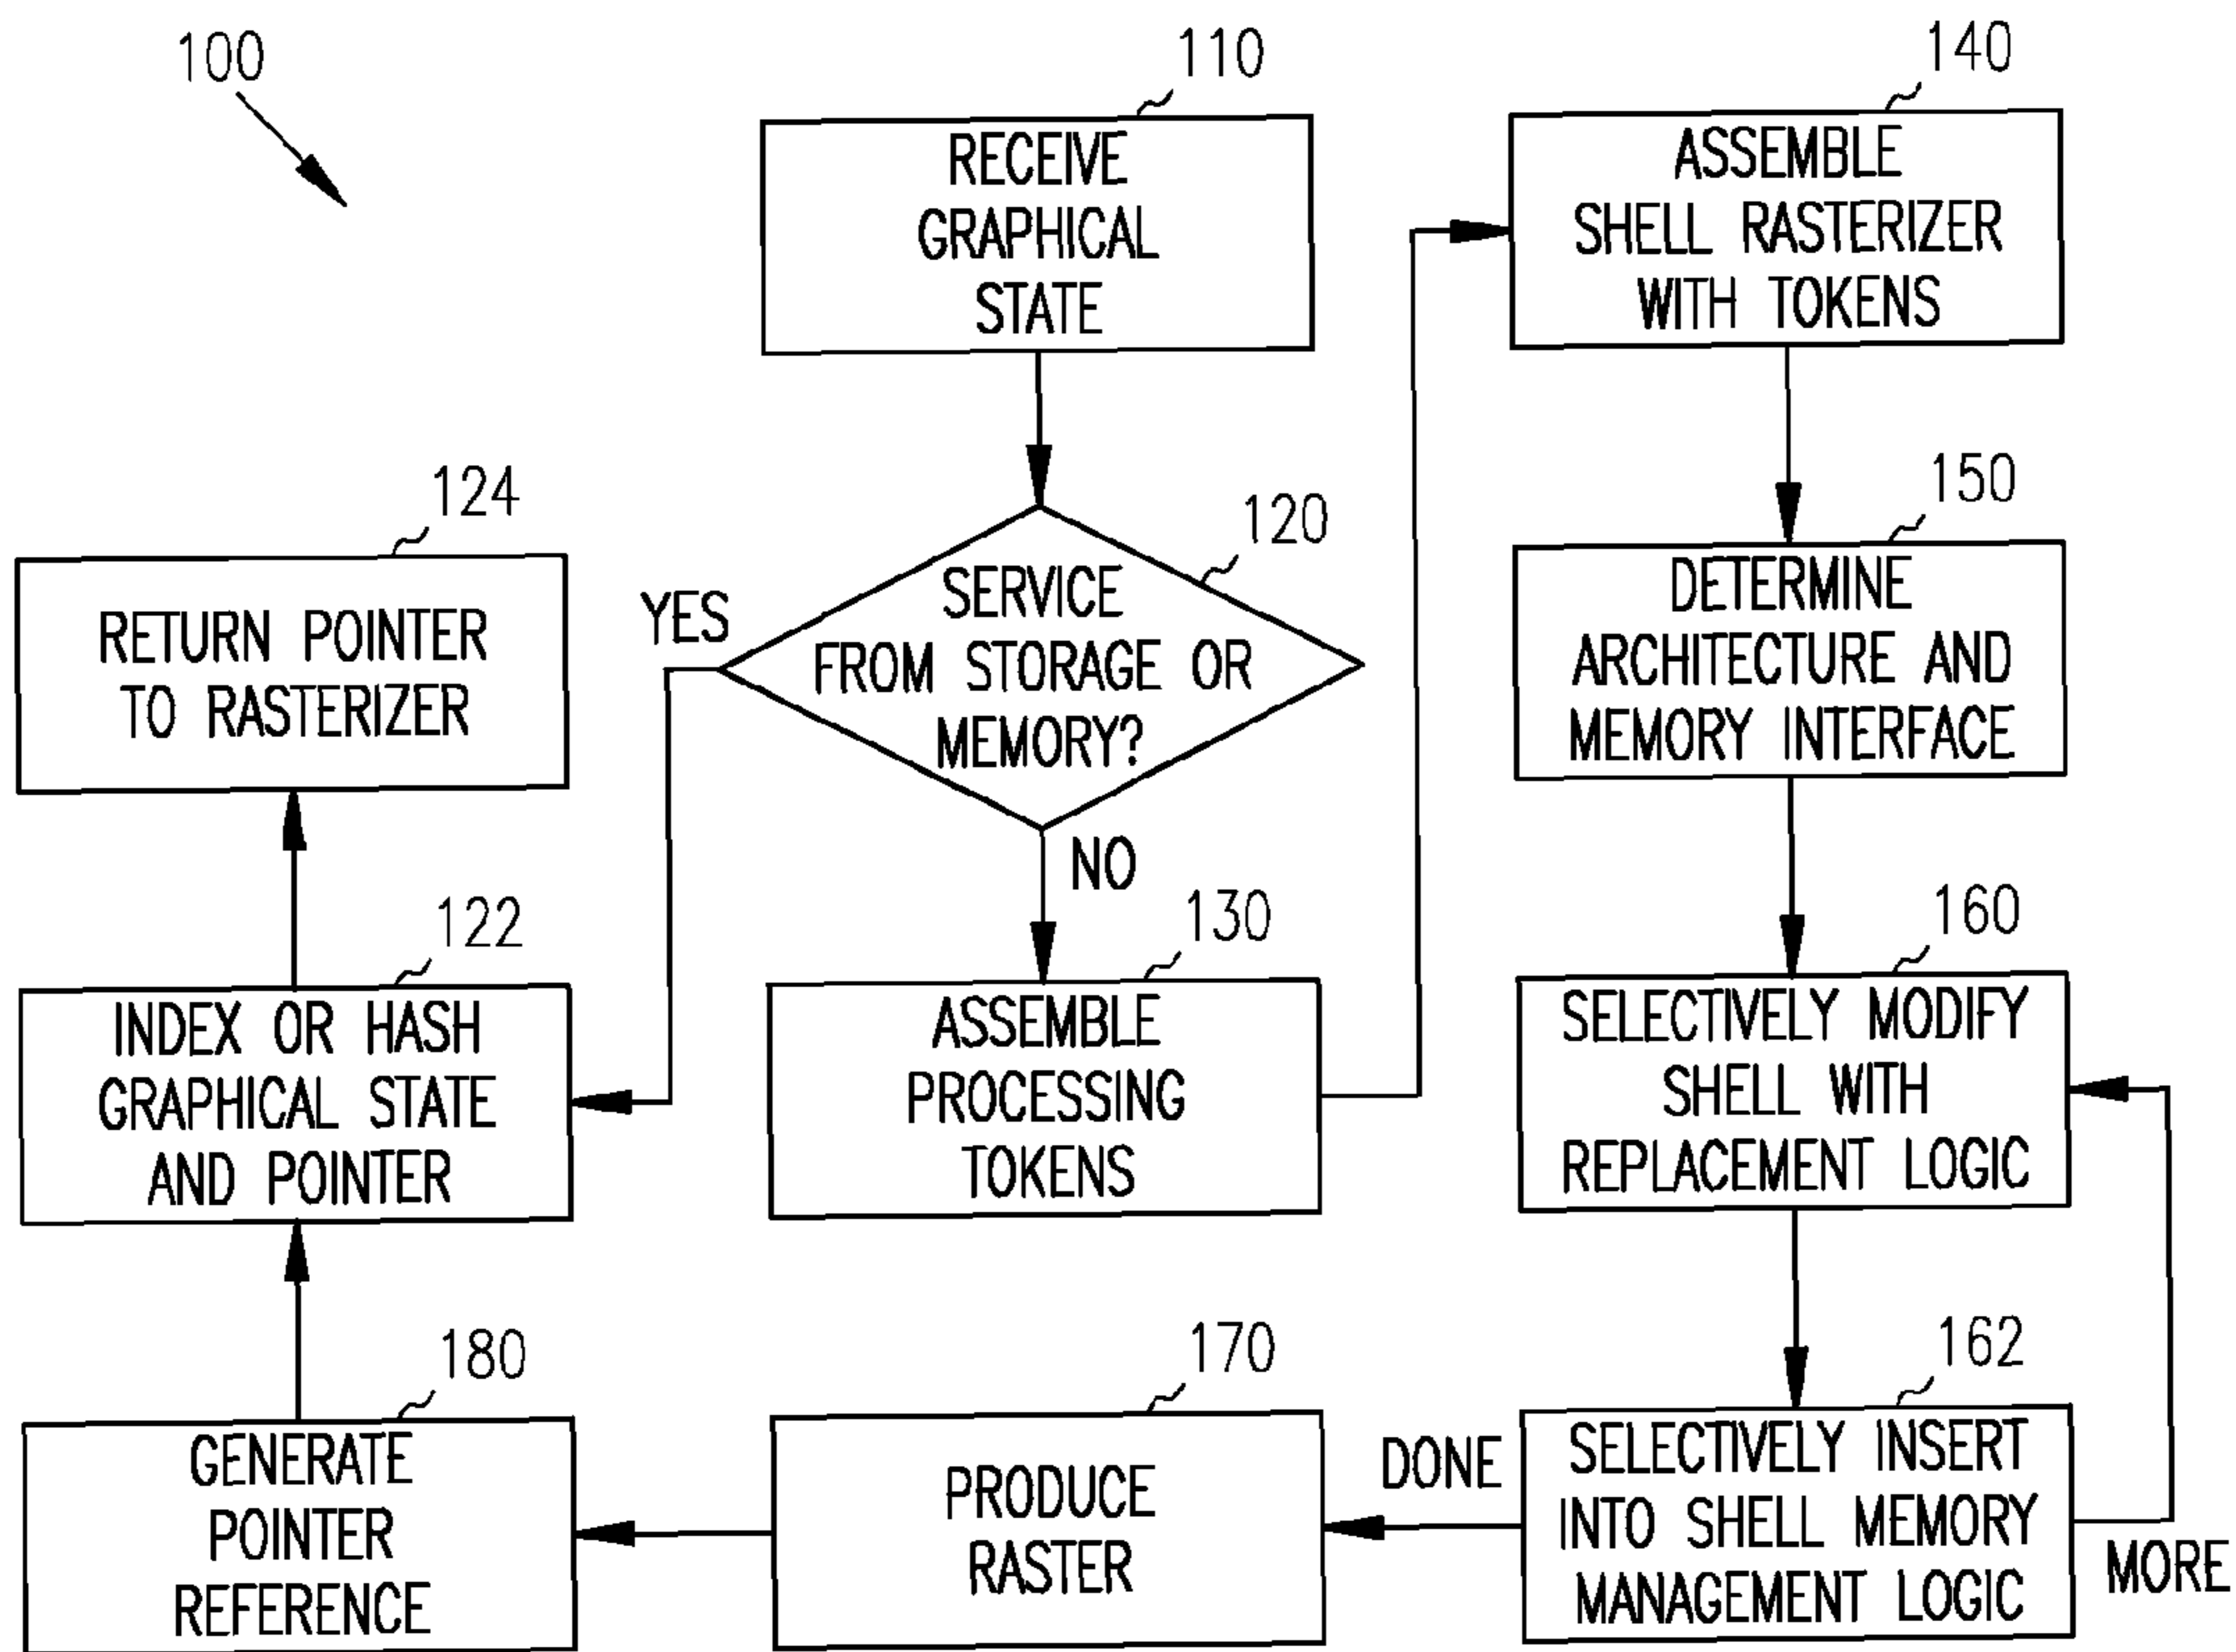 100
110
RECEIVE
GRAPHICAL
STATE
120
SERVICE
FROM STORAGE OR
MEMORY?
YES
NO
124
RETURN POINTER
TO RASTERIZER
122
INDEX OR HASH
GRAPHICAL STATE
AND POINTER
130
ASSEMBLE
PROCESSING
TOKENS
140
ASSEMBLE
SHELL RASTERIZER
WITH TOKENS
150
DETERMINE
ARCHITECTURE AND
MEMORY INTERFACE
160
SELECTIVELY MODIFY
SHELL WITH
REPLACEMENT LOGIC
162
SELECTIVELY INSERT
INTO SHELL MEMORY
MANAGEMENT LOGIC
MORE
DONE
170
PRODUCE
RASTER
180
GENERATE
POINTER
REFERENCE